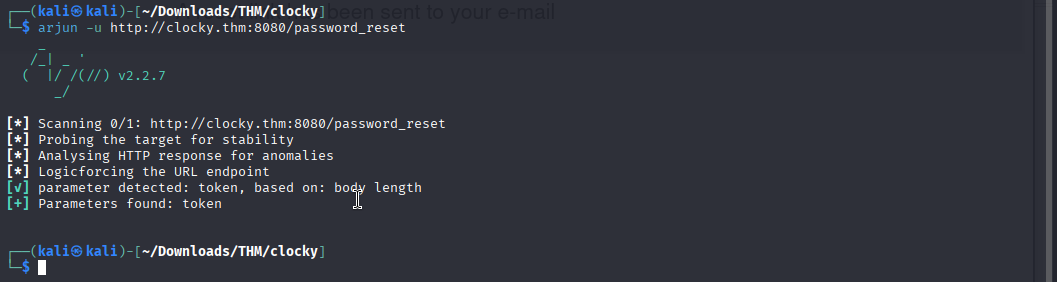 been sent to your e-mail
┌──(kali㉿kali)-[~/Downloads/THM/clocky]
└─$ arjun -u http://clocky.thm:8080/password_reset
    _
   /_| _ '
  (  |/ /(//) v2.2.7
      _/
[*] Scanning 0/1: http://clocky.thm:8080/password_reset
[*] Probing the target for stability
[*] Analysing HTTP response for anomalies
[*] Logicforcing the URL endpoint
[✓] parameter detected: token, based on: body length
[+] Parameters found: token
┌──(kali㉿kali)-[~/Downloads/THM/clocky]
└─$